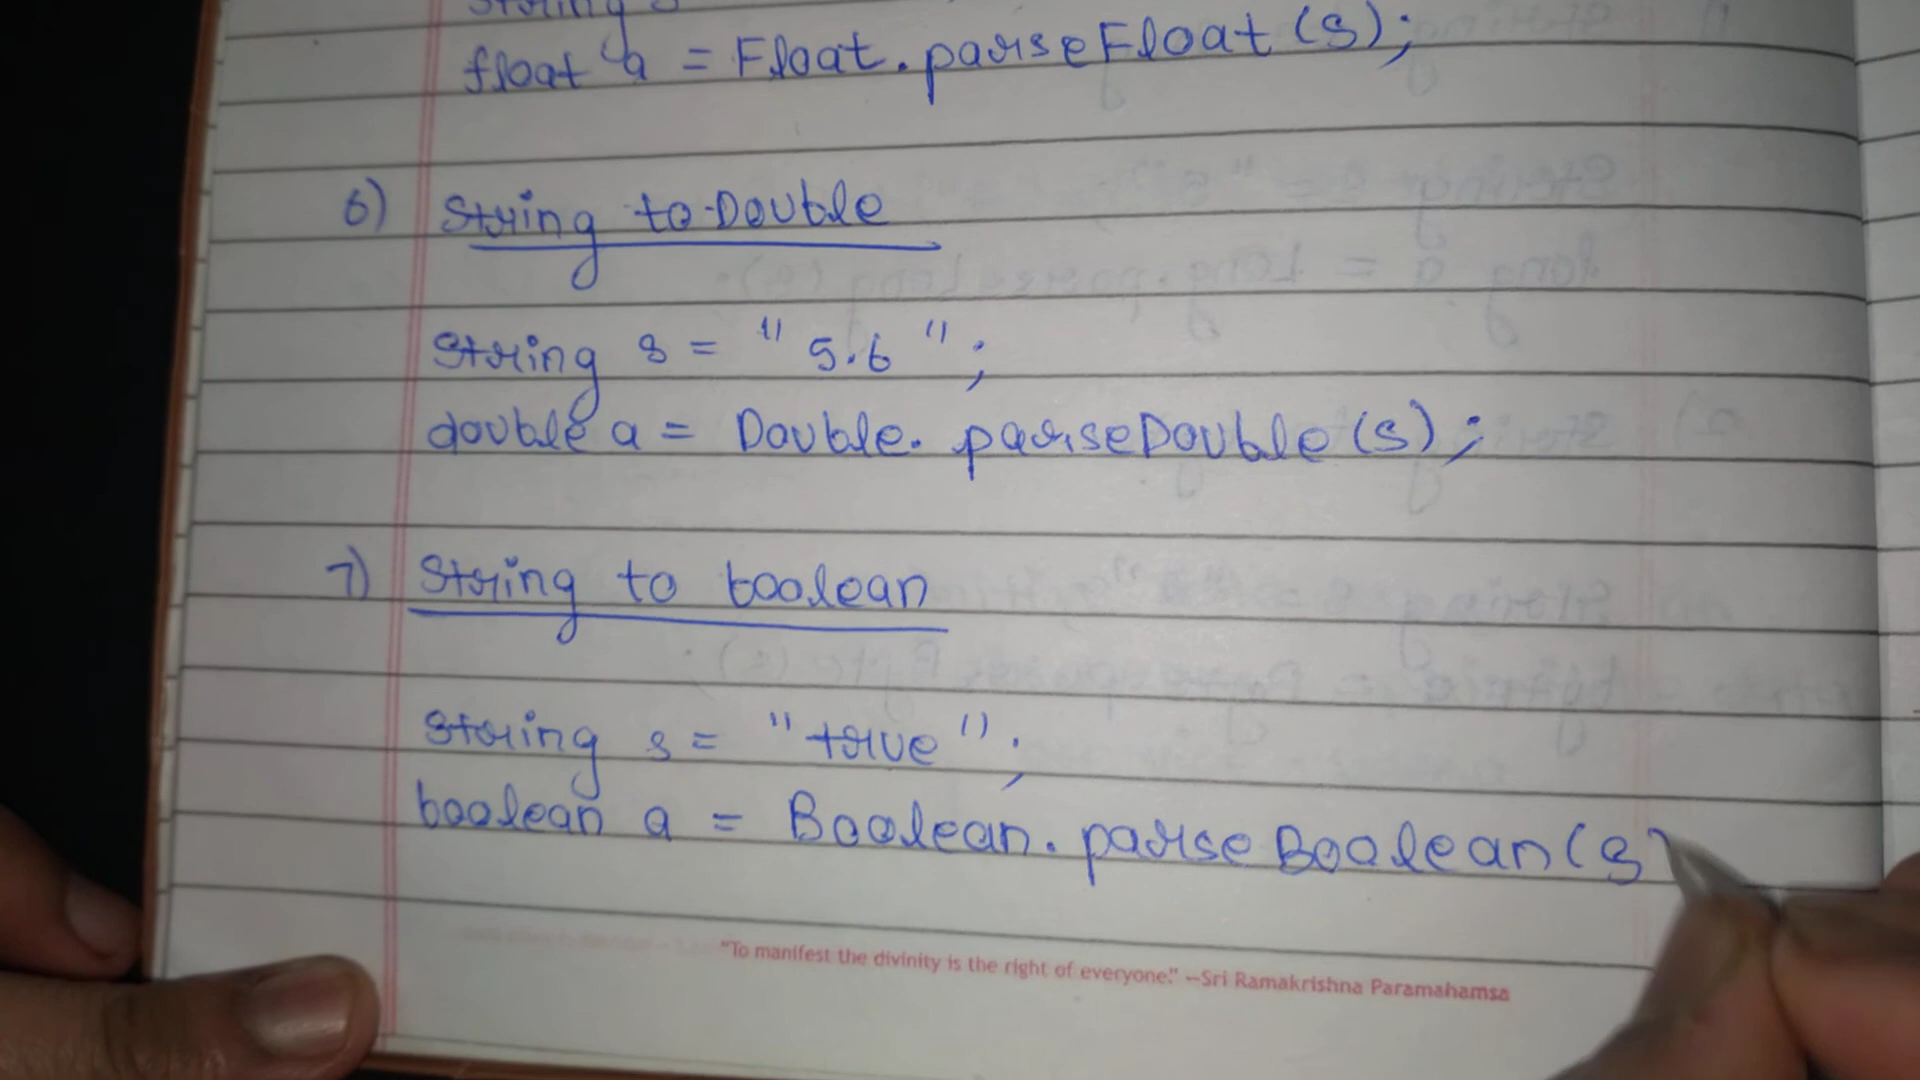 String
float a = Float.parseFloat(s);
6) String to Double
String s = "5.6";
double a = Double.parseDouble(s);
7) String to boolean
String s = "true";
boolean a = Boolean.parseBoolean(s)
"To manifest the divinity is the right of everyone." —Sri Ramakrishna Paramahamsa